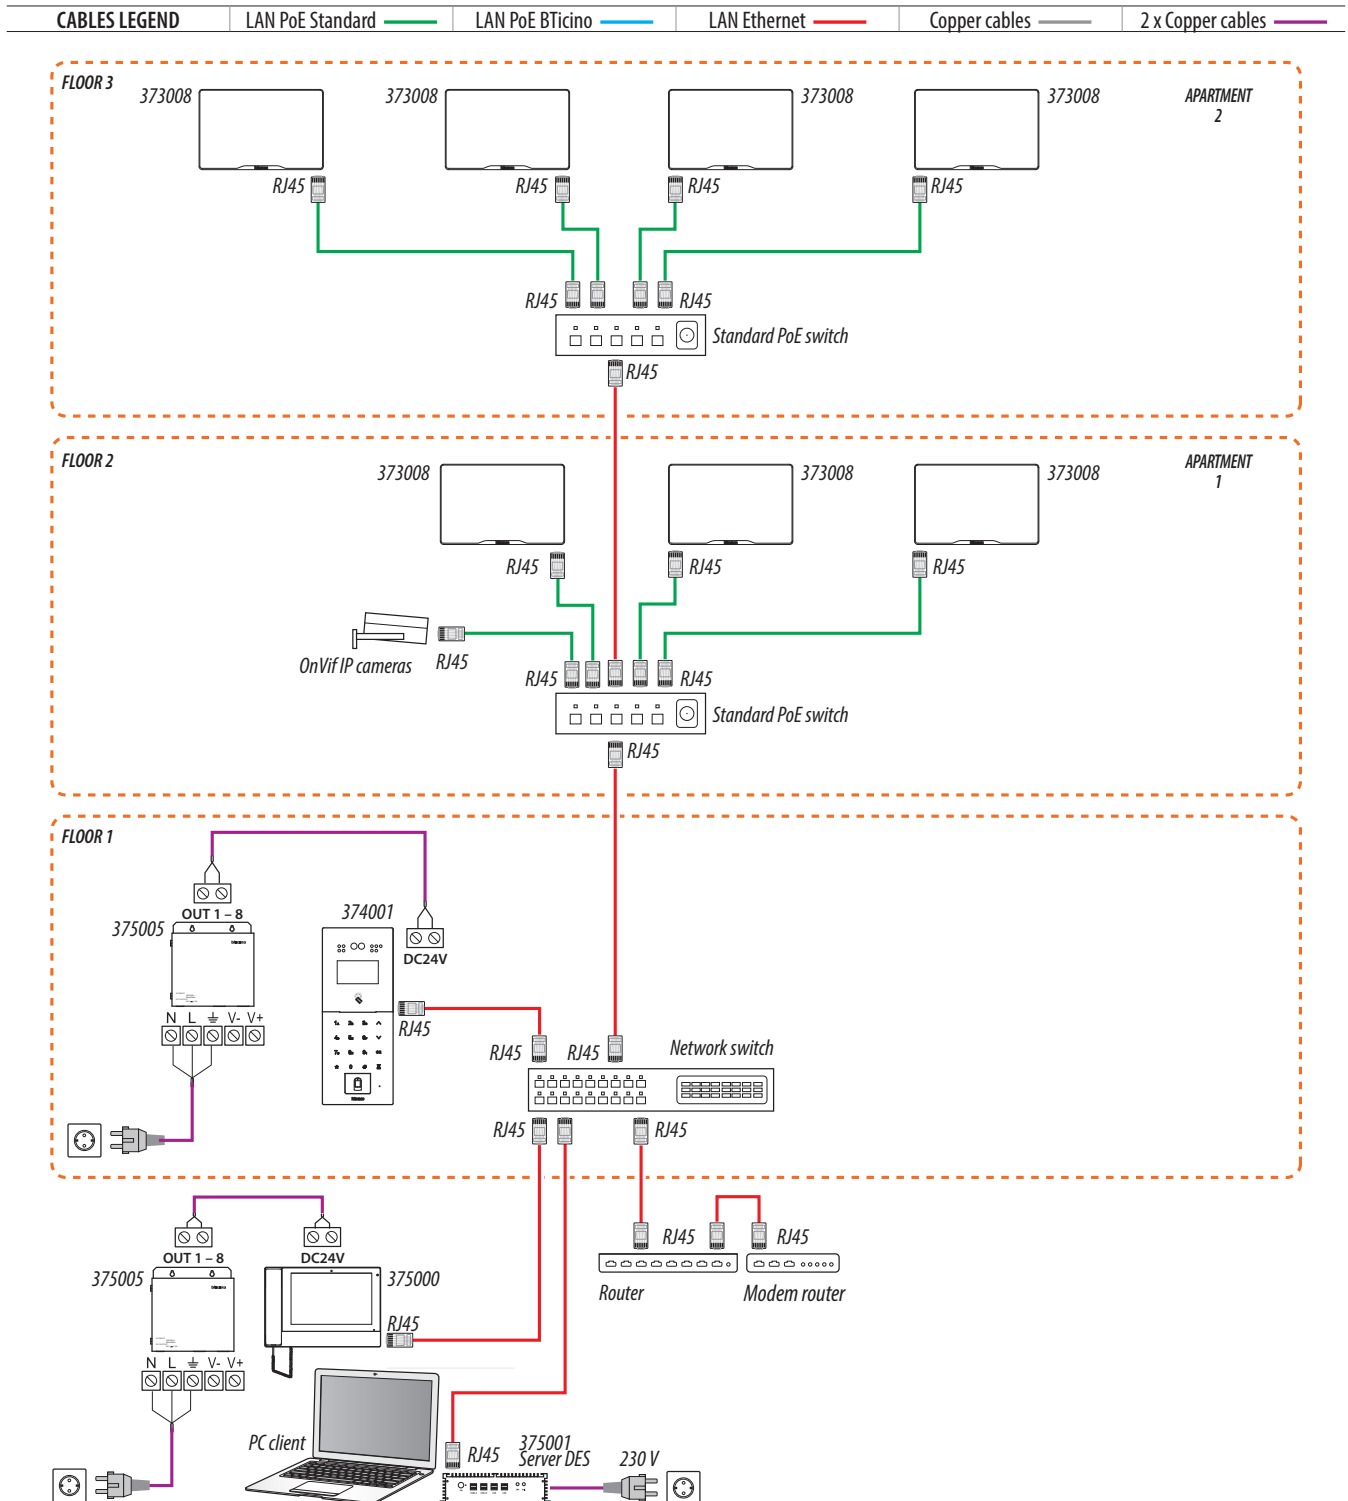 CABLES LEGEND LAN PoE Standard LAN PoE BTicino LAN Ethernet Copper cables 2 x Copper cables
FLOOR 3
373008 373008 373008 373008
APARTMENT
2
RJ45 RJ45 RJ45 RJ45
RJ45 RJ45
Standard PoE switch
RJ45
FLOOR 2
373008 373008 373008
APARTMENT
1
RJ45 RJ45 RJ45
OnVif IP cameras RJ45
RJ45 RJ45
Standard PoE switch
RJ45
FLOOR 1
OUT 1 – 8
375005
374001
DC24V
N L V- V+
RJ45
RJ45 RJ45
Network switch
RJ45 RJ45
RJ45 RJ45
OUT 1 – 8 DC24V
375005 375000
Router Modem router
RJ45
N L V- V+
PC client
RJ45
375001
Server DES
230 V